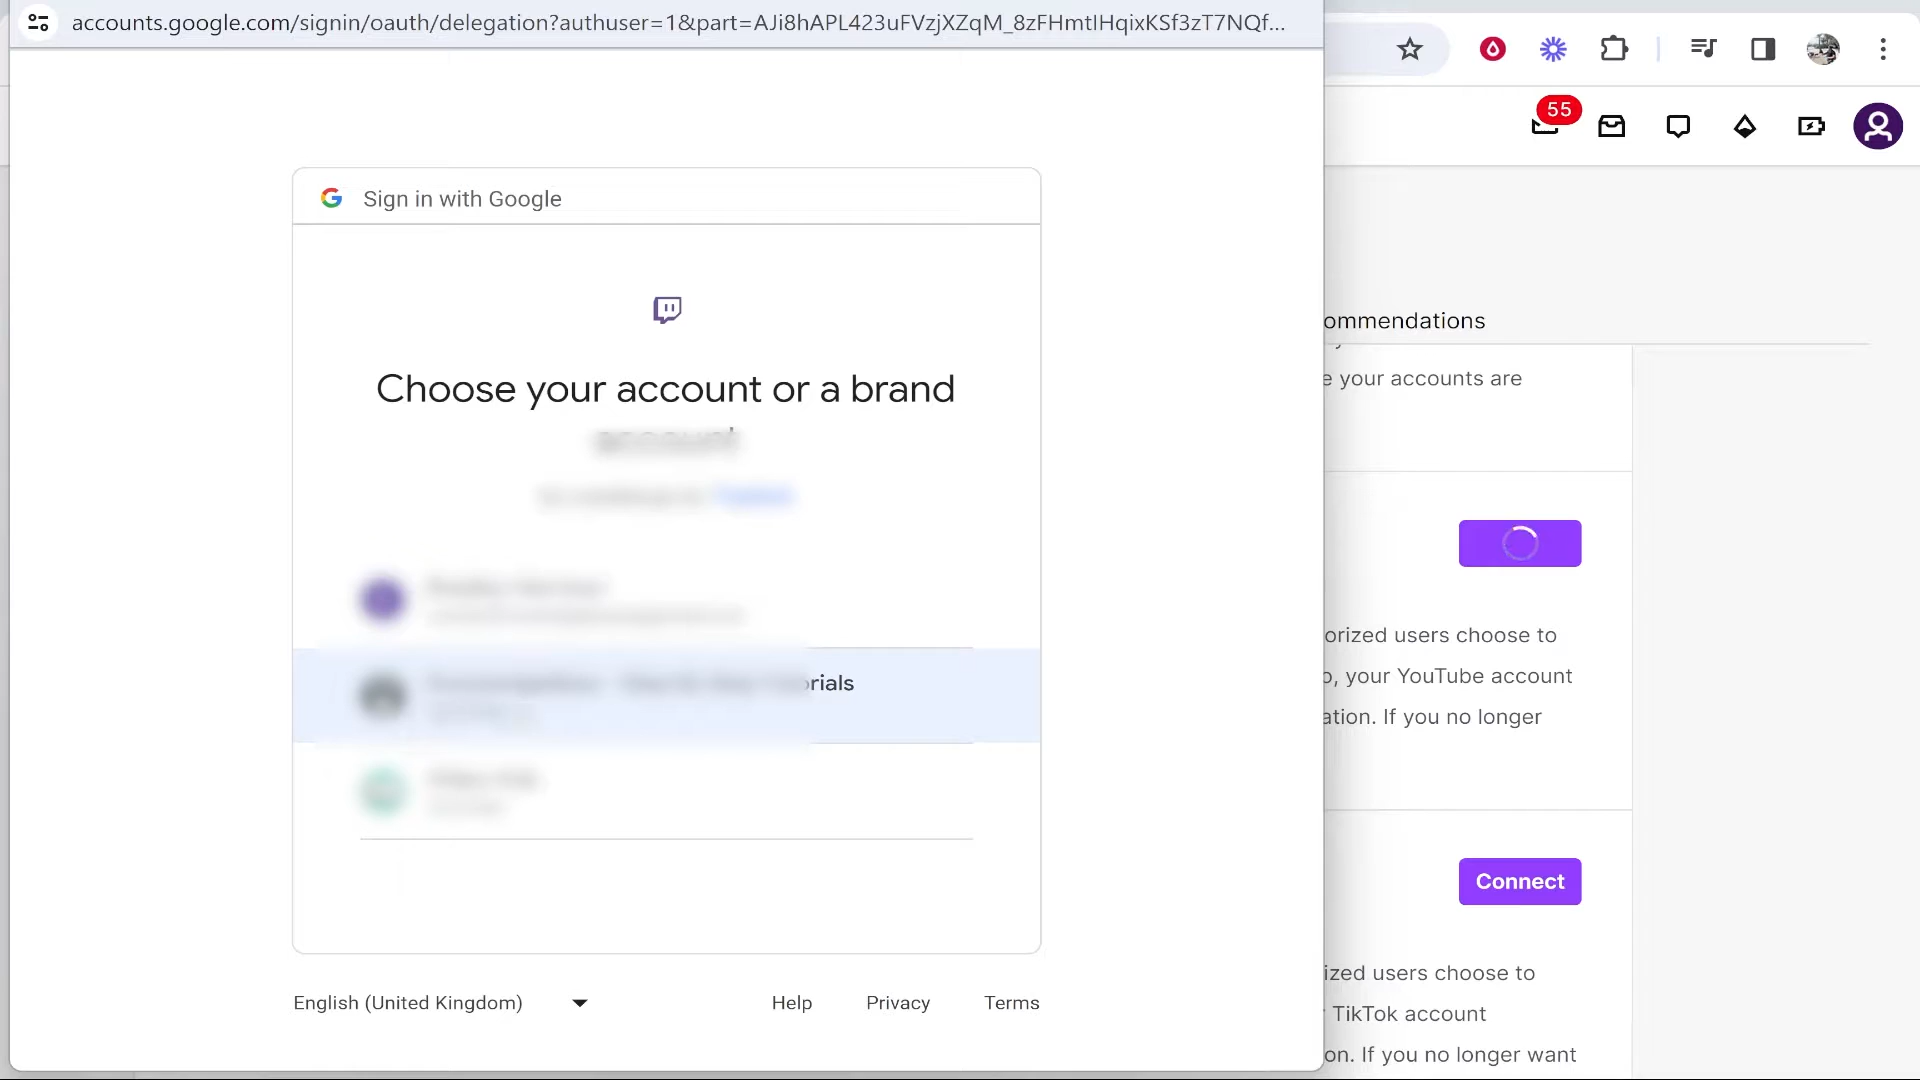 accounts.google.com/signin/oauth/delegation?authuser=1&part=AJi8hAPL423uFVzjXZqM_8zFHmtIHqixKSf3zT7NQf...
55
Sign in with Google
ommendations
e your accounts are
Choose your account or a brand
account
orized users choose to
o, your YouTube account
rials
ation. If you no longer
Connect
ized users choose to
TikTok account
on. If you no longer want
English (United Kingdom)
Help
Privacy
Terms